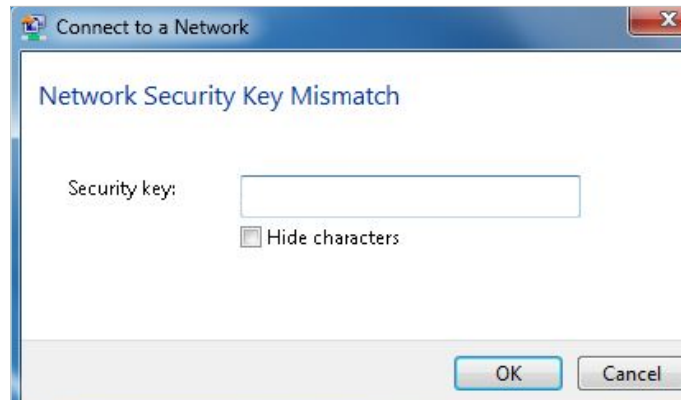 Connect to a Network
Network Security Key Mismatch
Security key:
Hide characters
OK Cancel